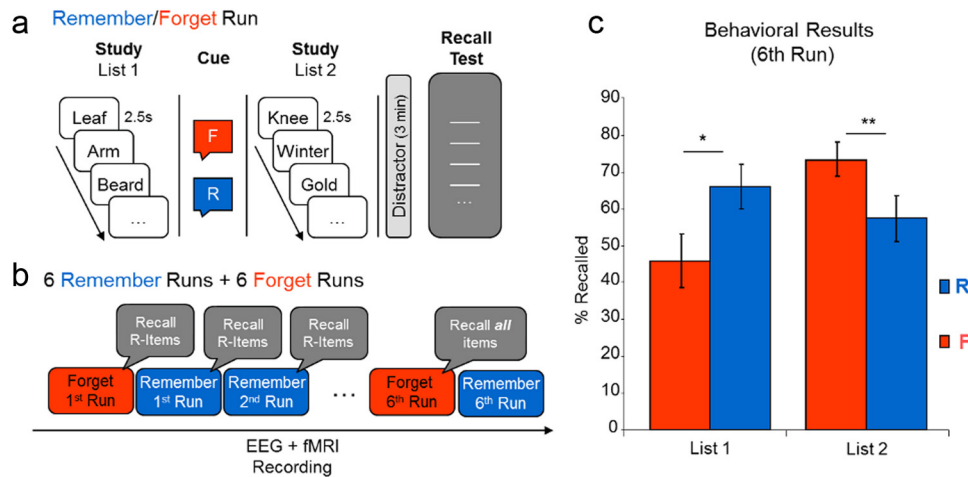 a
Remember/Forget Run
Study
List 1
Cue
Study
List 2
Recall
Test
Leaf
2.5s
Arm
Beard
...
F
R
Knee
2.5s
Winter
Gold
...
Distractor (3 min)
...
b
6 Remember Runs + 6 Forget Runs
Recall
R-Items
Recall
R-Items
Recall
R-Items
Recall all
items
Forget
1st Run
Remember
1st Run
Remember
2nd Run
...
Forget
6th Run
Remember
6th Run
EEG + fMRI
Recording
c
Behavioral Results
(6th Run)
% Recalled
90
80
70
60
50
40
30
20
10
0
*
**
List 1
List 2
R
F